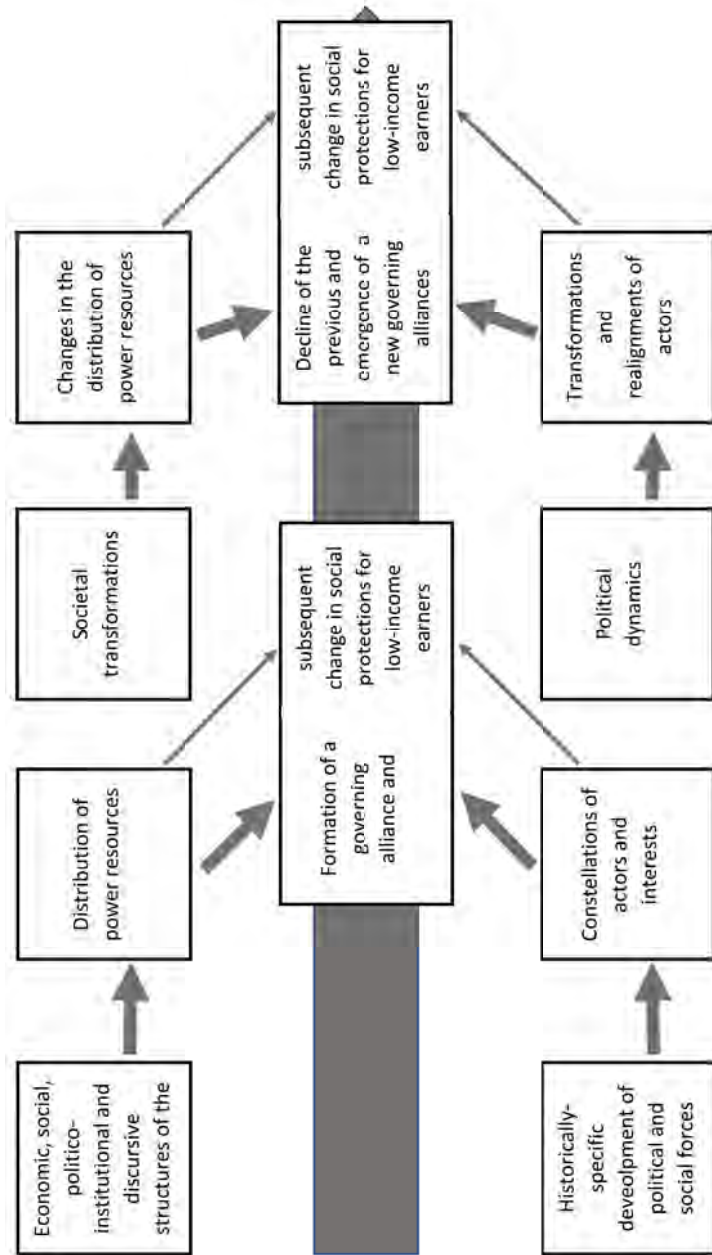 Economic, social,
politico-
institutional and
discursive
structures of the
Distribution of
power resources
Societal
transformations
Changes in the
distribution of
power resources
Formation of a
governing
alliance and
subsequent
change in social
protections for
low-income
earners
Decline of the
previous and
emergence of a
new governing
alliances
subsequent
change in social
protections for
low-income
earners
Historically-
specific
deveolpment of
political and
social forces
Constellations of
actors and
interests
Political
dynamics
Transformations
and
realignments of
actors